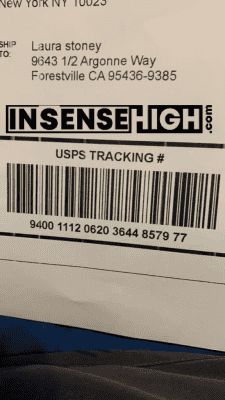 New York NY 10023
SHIP
TO:
Laura stoney
9643 1/2 Argonne Way
Forestville CA 95436-9385
INSENSEHIGH.com
USPS TRACKING #
9400 1112 0620 3644 8579 77